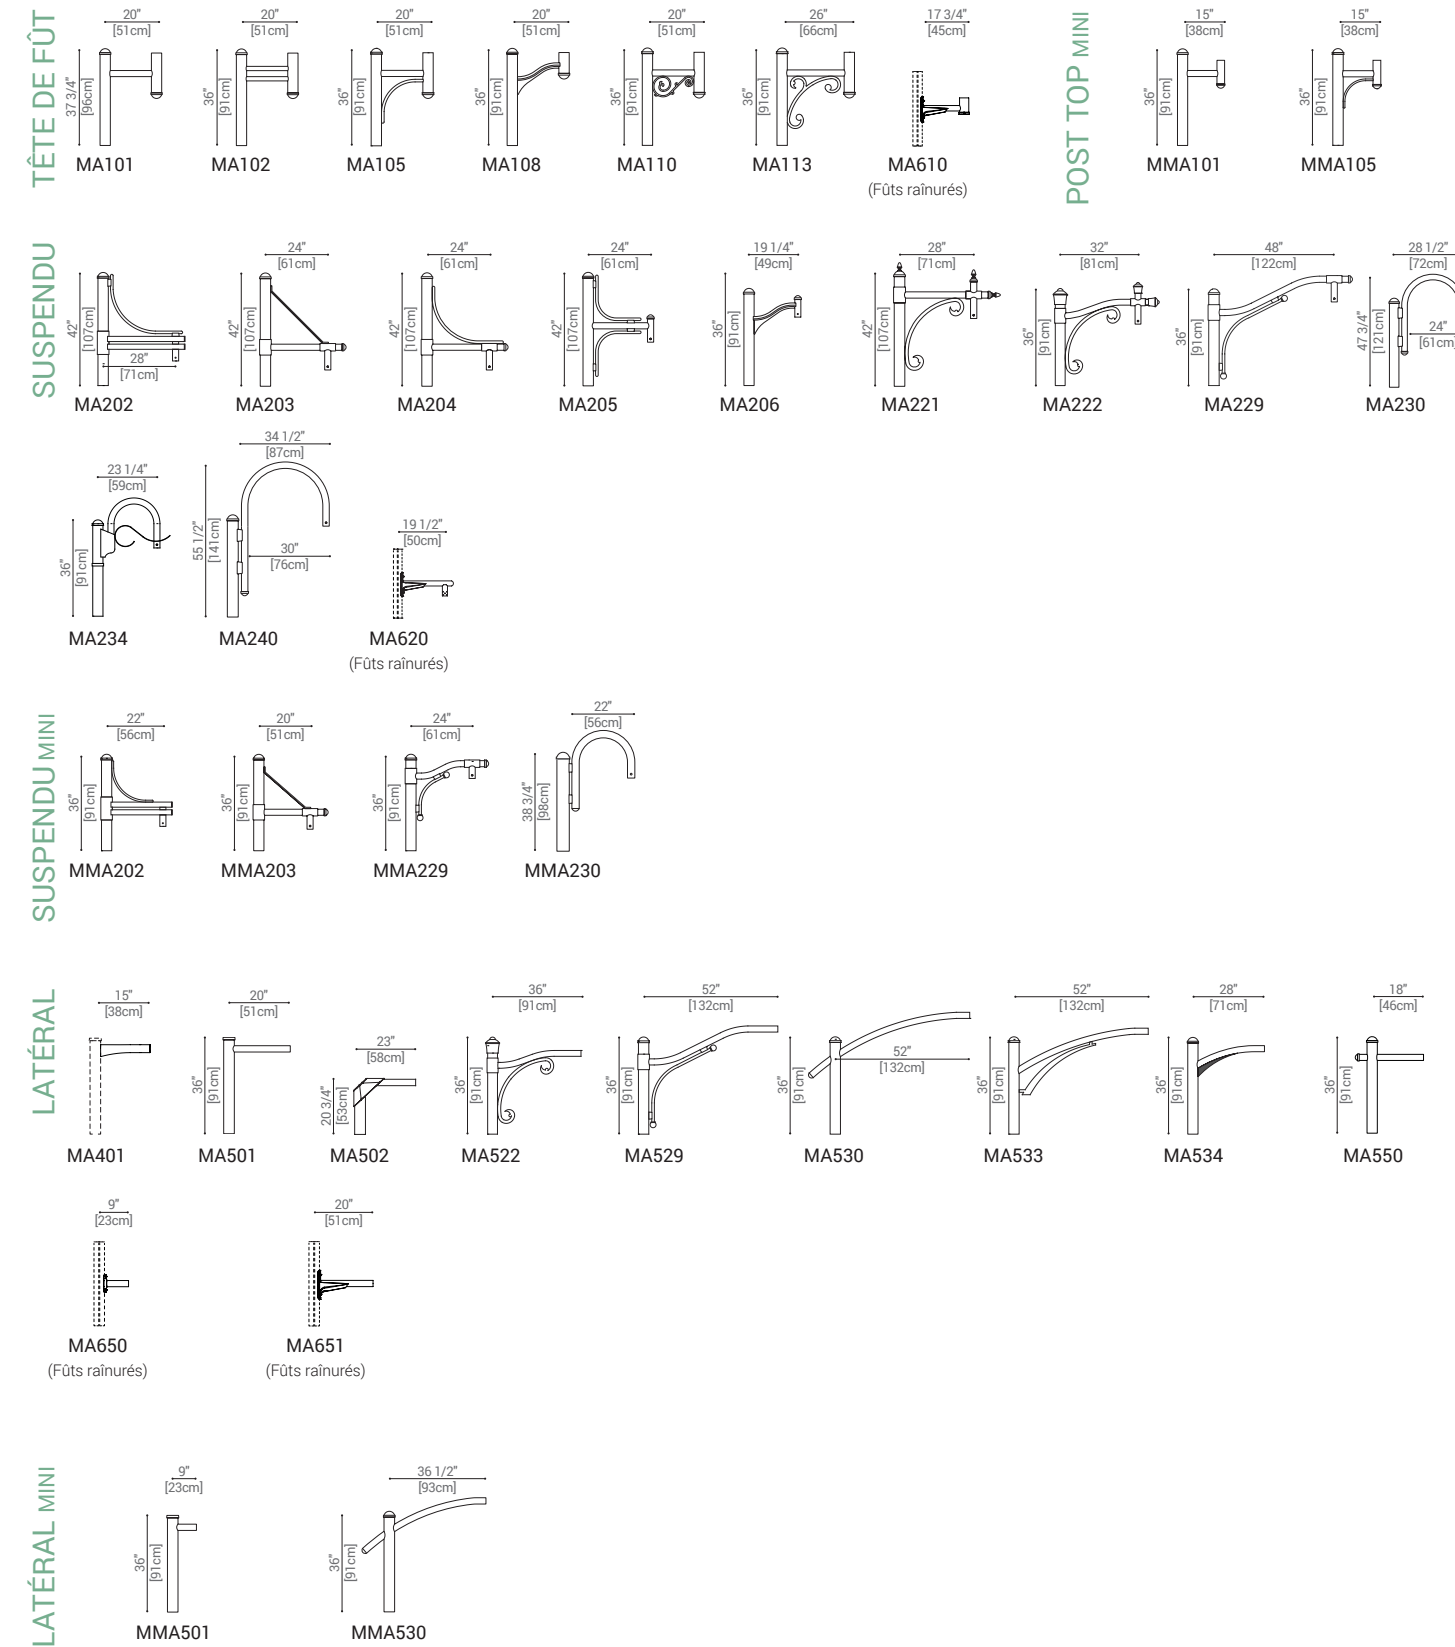 TÊTE DE FÛT
20" 20" 20" 20" 20" 26" 17 3/4"
[51cm] [51cm] [51cm] [51cm] [51cm] [66cm] [45cm]
37 3/4" 36" 36" 36" 36" 36"
[96cm] [91cm] [91cm] [91cm] [91cm] [91cm]
MA101 MA102 MA105 MA108 MA110 MA113 MA610
(Fûts raînurés)
POST TOP MINI
15" 15"
[38cm] [38cm]
36" 36"
[91cm] [91cm]
MMA101 MMA105
SUSPENDU
24" 24" 24" 19 1/4" 28" 32" 48" 28 1/2"
[61cm] [61cm] [61cm] [49cm] [71cm] [81cm] [122cm] [72cm]
42" 42" 42" 42" 36" 42" 36" 36" 47 3/4"
[107cm] [107cm] [107cm] [107cm] [91cm] [107cm] [91cm] [91cm] [121cm]
28" 24"
[71cm] [61cm]
MA202 MA203 MA204 MA205 MA206 MA221 MA222 MA229 MA230
23 1/4" 34 1/2" 19 1/2"
[59cm] [87cm] [50cm]
36" 55 1/2"
[91cm] [141cm]
30"
[76cm]
MA234 MA240 MA620
(Fûts raînurés)
SUSPENDU MINI
22" 20" 24" 22"
[56cm] [51cm] [61cm] [56cm]
36" 36" 36" 38 3/4"
[91cm] [91cm] [91cm] [98cm]
MMA202 MMA203 MMA229 MMA230
LATÉRAL
15" 20" 23" 36" 52" 52" 52" 28" 18"
[38cm] [51cm] [58cm] [91cm] [132cm] [132cm] [132cm] [71cm] [46cm]
36" 20 3/4" 36" 36" 36" 36" 36" 36"
[91cm] [53cm] [91cm] [91cm] [91cm] [91cm] [91cm] [91cm]
MA401 MA501 MA502 MA522 MA529 MA530 MA533 MA534 MA550
9" 20"
[23cm] [51cm]
MA650 MA651
(Fûts raînurés) (Fûts raînurés)
LATÉRAL MINI
9" 36 1/2"
[23cm] [93cm]
36" 36"
[91cm] [91cm]
MMA501 MMA530